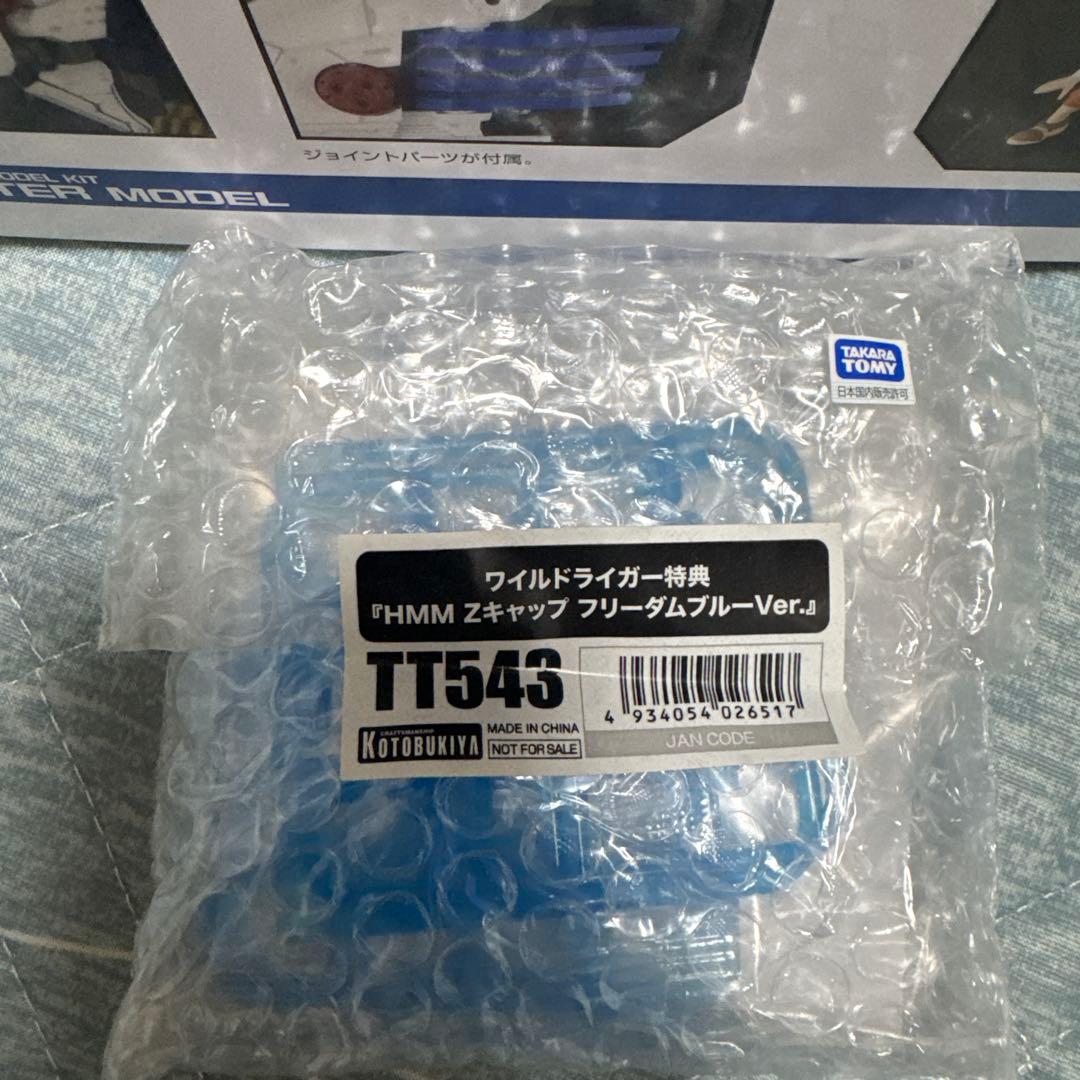 ジョイントパーツが付属。
ODEL KIT
TER MODEL
TAKARA
TOMY
日本国内販売許可
ワイルドライガー特典
『HMM Zキャップ フリーダムブルーVer.』
TT543
4 934054 026517
JAN CODE
CRAFTSMANSHIP
KOTOBUKIYA
MADE IN CHINA
NOT FOR SALE